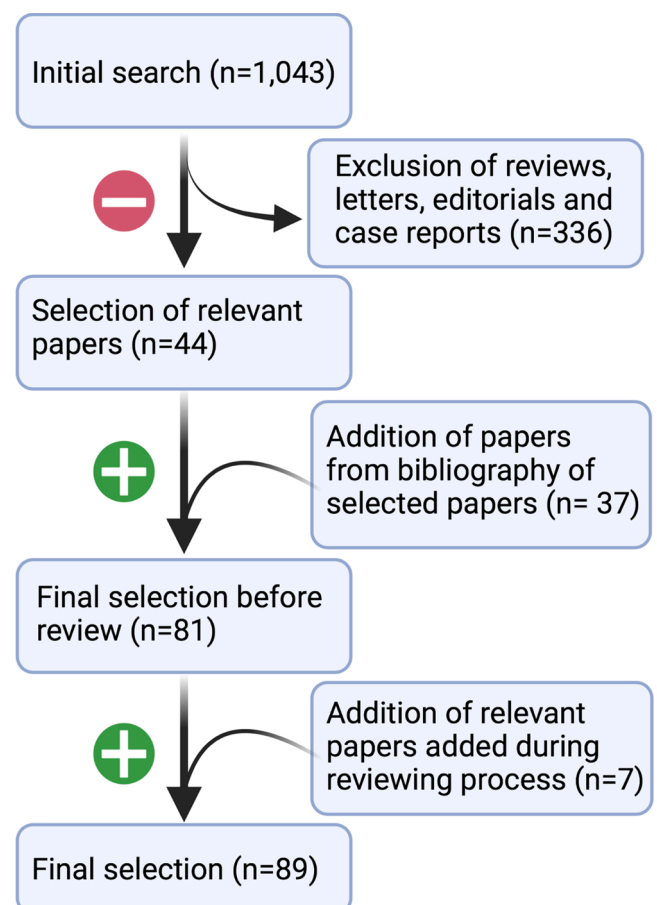 Initial search (n=1,043)
Exclusion of reviews,
letters, editorials and
case reports (n=336)
Selection of relevant
papers (n=44)
Addition of papers
from bibliography of
selected papers (n= 37)
Final selection before
review (n=81)
Addition of relevant
papers added during
reviewing process (n=7)
Final selection (n=89)